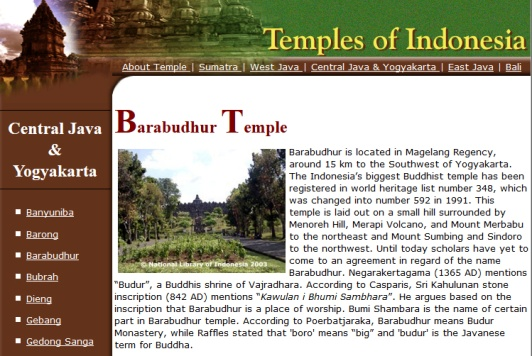 Temples of Indonesia
About Temple | Sumatra | West Java | Central Java & Yogyakarta | East Java | Bali
Central Java
&
Yogyakarta
Banyuniba
Barong
Barabudhur
Bubrah
Dieng
Gebang
Gedong Sanga
Barabudhur Temple
Barabudhur is located in Magelang Regency,
around 15 km to the Southwest of Yogyakarta.
The Indonesia's biggest Buddhist temple has been
registered in world heritage list number 348, which
was changed into number 592 in 1991. This
temple is laid out on a small hill surrounded by
Menoreh Hill, Merapi Volcano, and Mount Merbabu
to the northeast and Mount Sumbing and Sindoro
to the northwest. Until today scholars have yet to
come to an agreement in regard of the name
Barabudhur. Negarakertagama (1365 AD) mentions
© National Library of Indonesia 2003
"Budur", a Buddhis shrine of Vajradhara. According to Casparis, Sri Kahulunan stone
inscription (842 AD) mentions "Kawulan i Bhumi Sambhara". He argues based on the
inscription that Barabudhur is a place of worship. Bumi Shambara is the name of certain
part in Barabudhur temple. According to Poerbatjaraka, Barabudhur means Budur
Monastery, while Raffles stated that 'boro' means "big" and 'budur' is the Javanese
term for Buddha.